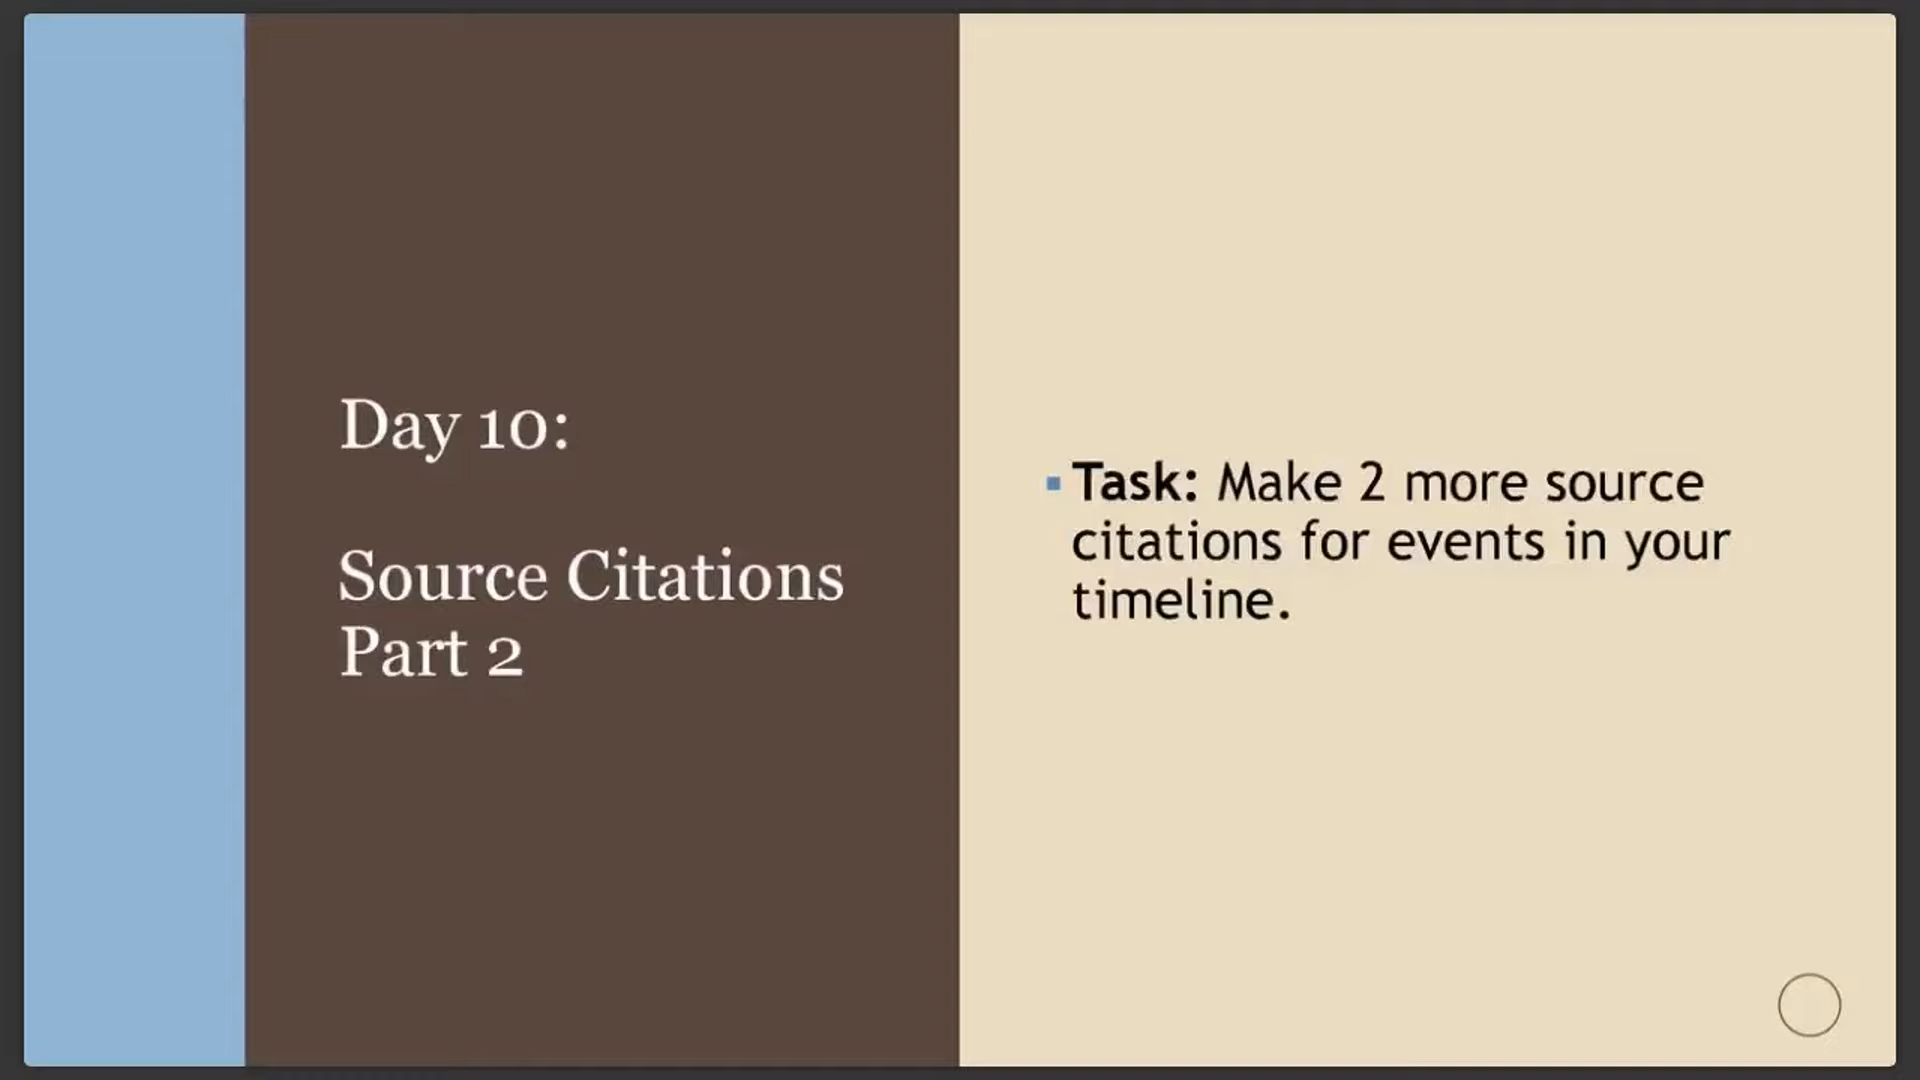 Day 10:
Source Citations
Part 2
Task: Make 2 more source
citations for events in your
timeline.